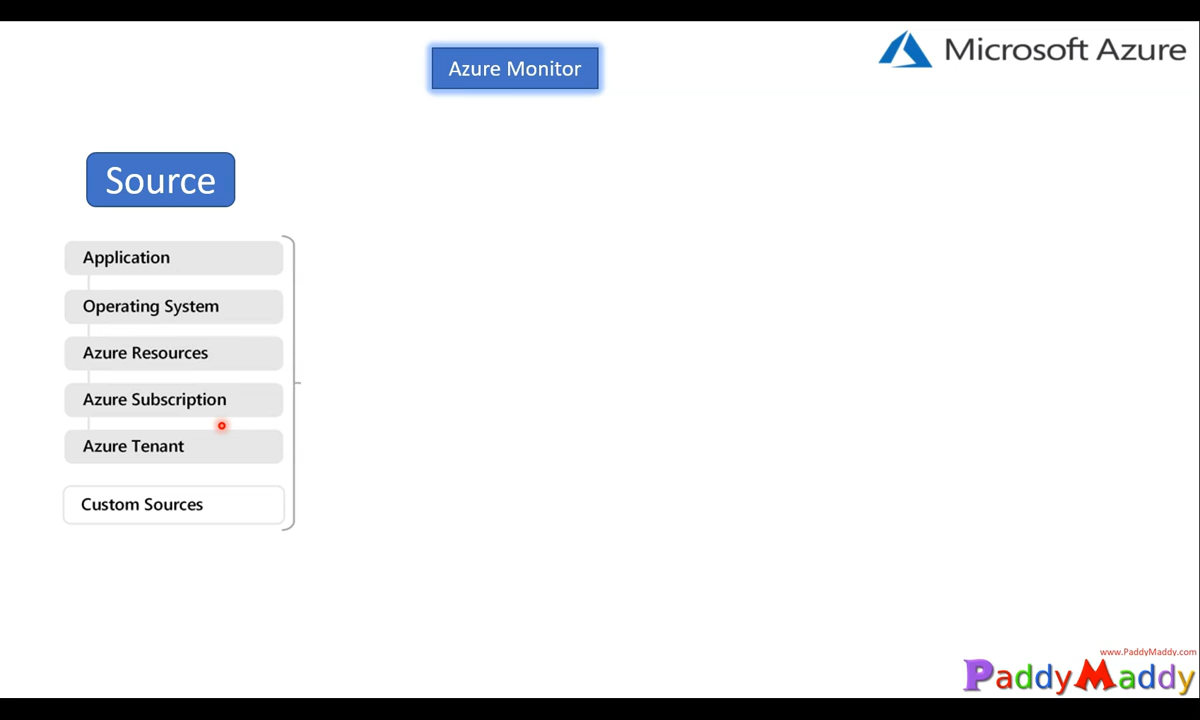 Azure Monitor
Microsoft Azure
Source
Application
Operating System
Azure Resources
Azure Subscription
Azure Tenant
Custom Sources
www.PaddyMaddy.com
PaddyMaddy